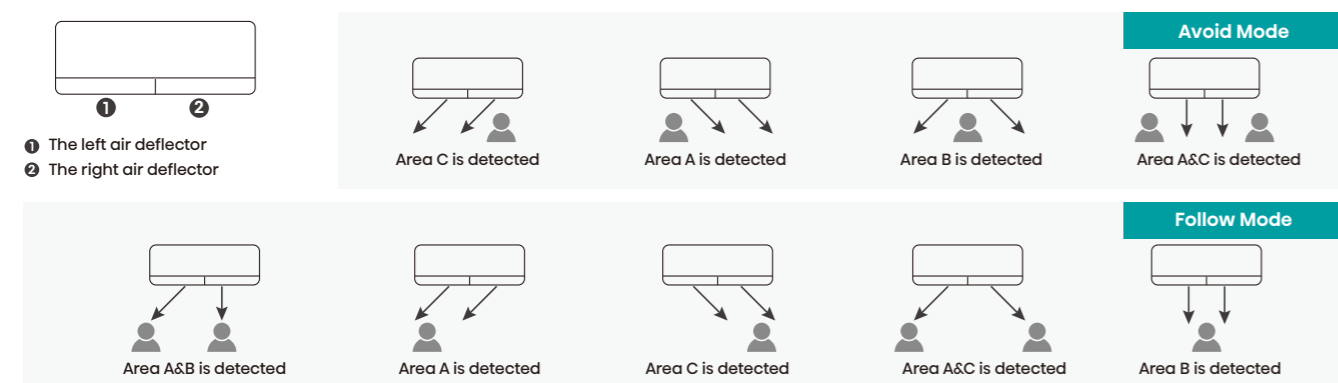 Avoid Mode
❶ ❷
❶ The left air deflector
❷ The right air deflector
Area C is detected
Area A is detected
Area B is detected
Area A&C is detected
Follow Mode
Area A&B is detected
Area A is detected
Area C is detected
Area A&C is detected
Area B is detected